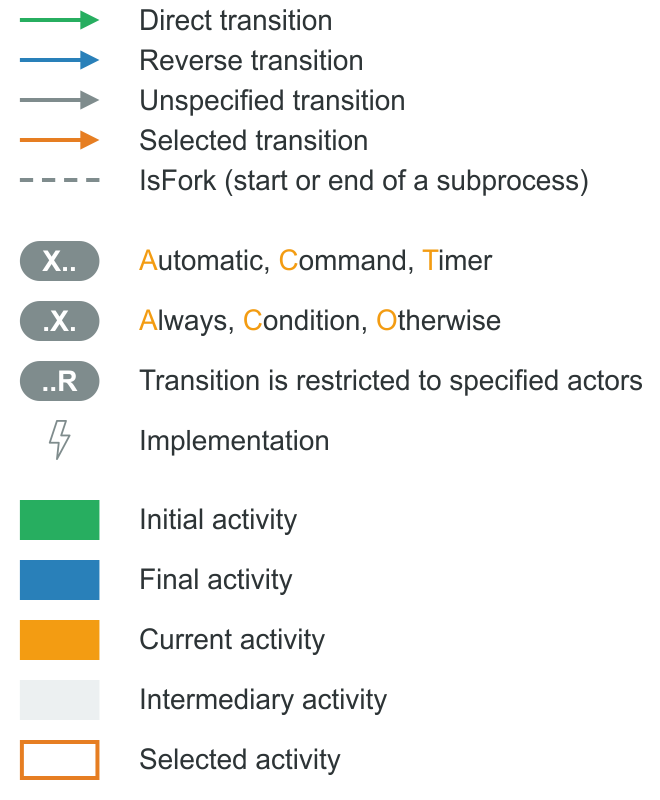 Direct transition
Reverse transition
Unspecified transition
Selected transition
IsFork (start or end of a subprocess)
X.. Automatic, Command, Timer
.X. Always, Condition, Otherwise
..R Transition is restricted to specified actors
Implementation
Initial activity
Final activity
Current activity
Intermediary activity
Selected activity